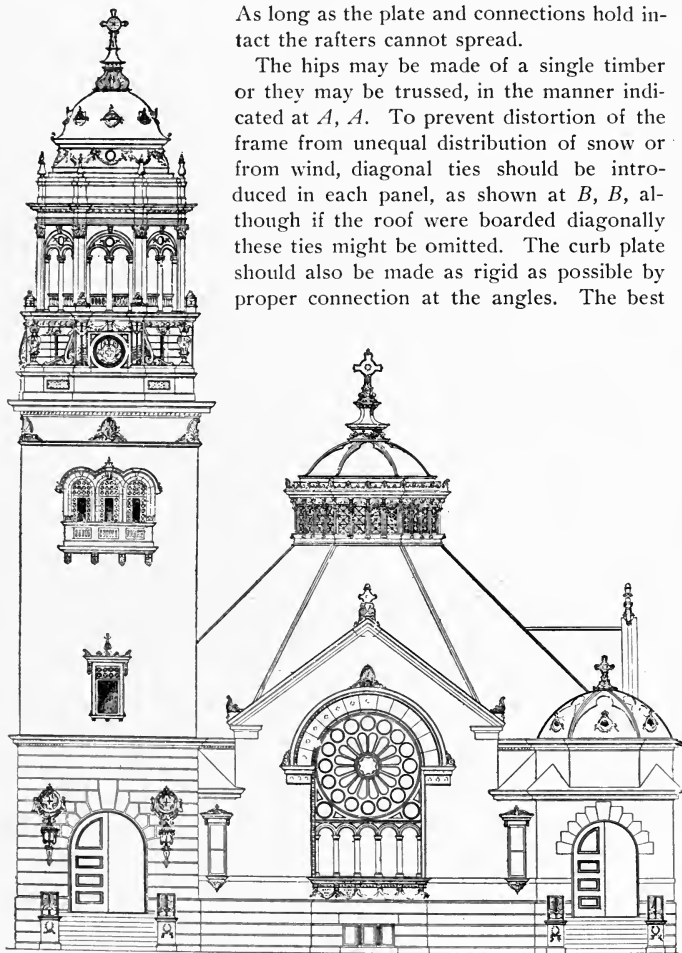 As long as the plate and connections hold in-
tact the rafters cannot spread.
The hips may be made of a single timber
or they may be trussed, in the manner indi-
cated at A, A. To prevent distortion of the
frame from unequal distribution of snow or
from wind, diagonal ties should be intro-
duced in each panel, as shown at B, B, al-
though if the roof were boarded diagonally
these ties might be omitted. The curb plate
should also be made as rigid as possible by
proper connection at the angles. The best